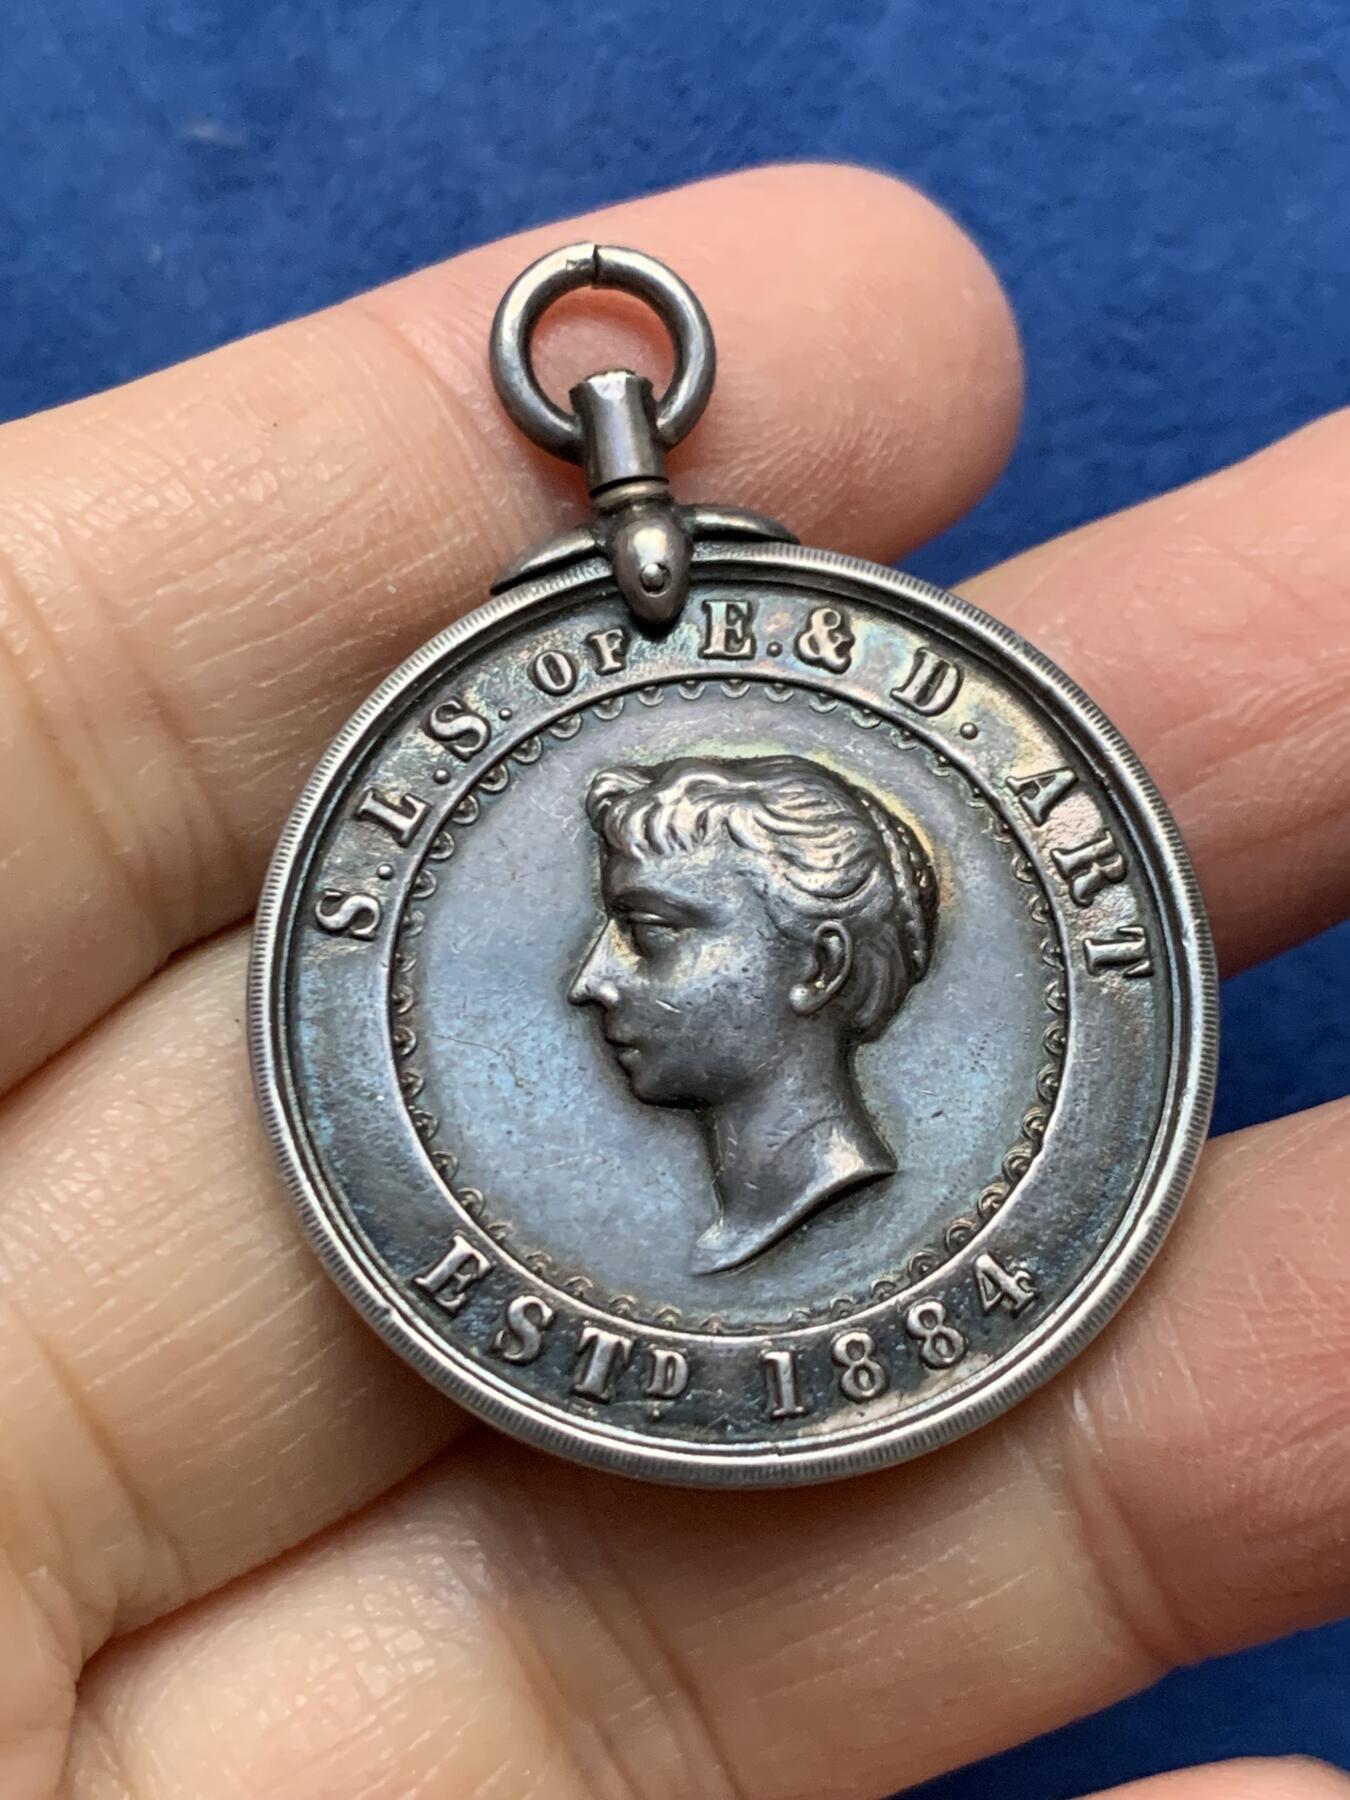 S.L.S. OF E.& D. ART
ESTD 1884